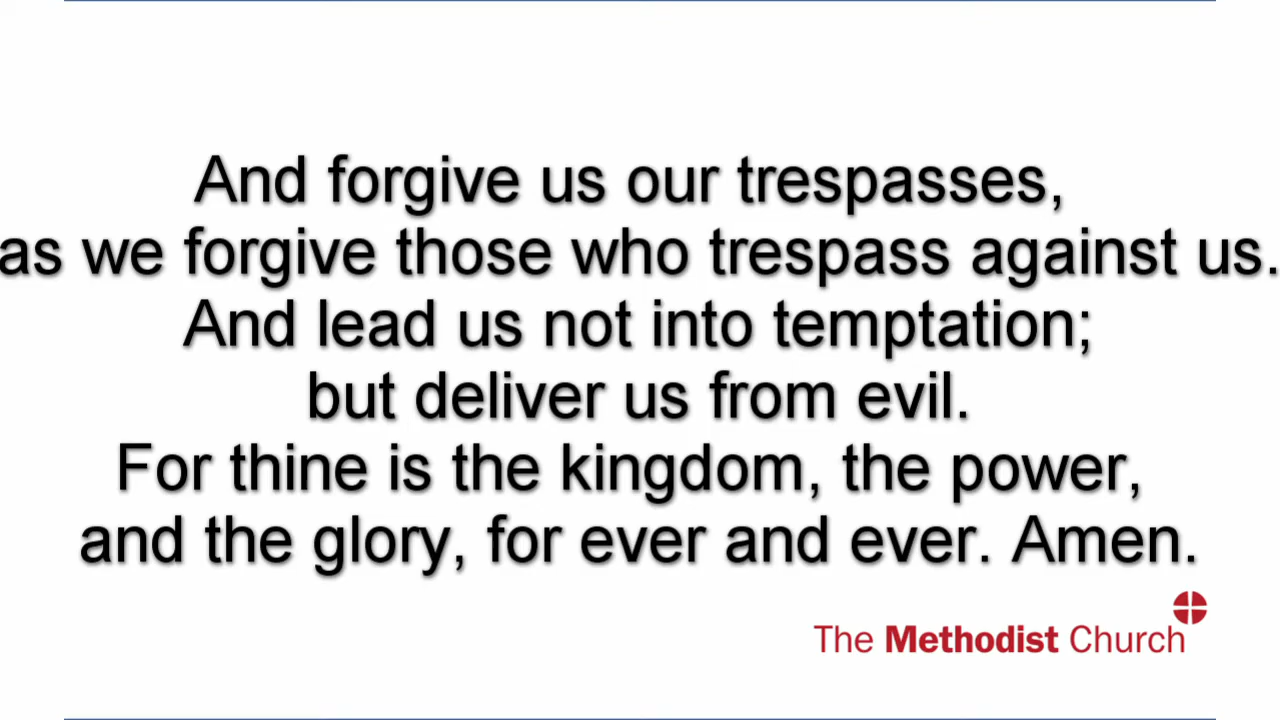 And forgive us our trespasses,
as we forgive those who trespass against us.
And lead us not into temptation;
but deliver us from evil.
For thine is the kingdom, the power,
and the glory, for ever and ever. Amen.
The Methodist Church